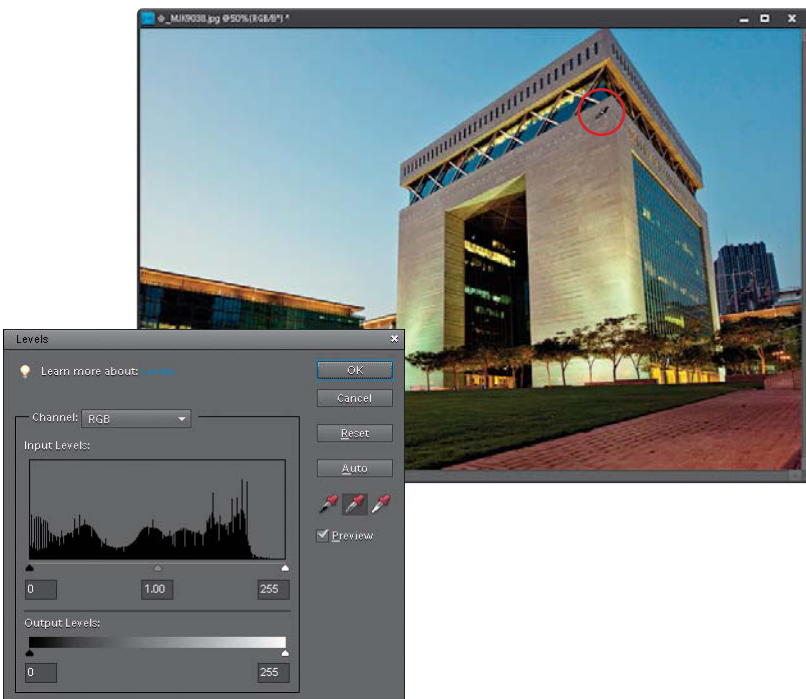 _MJK9038.jpg @ 50% (RGB/8*) *
Levels
Learn more about:
OK
Cancel
Channel: RGB
Reset
Input Levels:
Auto
Preview
0 1.00 255
Output Levels:
0 255